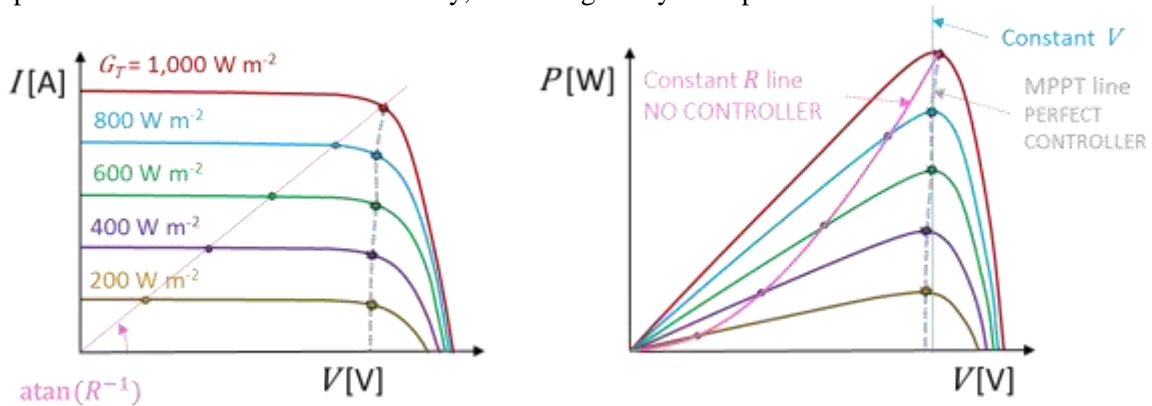 I[A]
G_T = 1,000 W m⁻²
800 W m⁻²
600 W m⁻²
400 W m⁻²
200 W m⁻²
V[V]
atan(R⁻¹)
P[W]
Constant R line
NO CONTROLLER
Constant V
MPPT line
PERFECT
CONTROLLER
V[V]